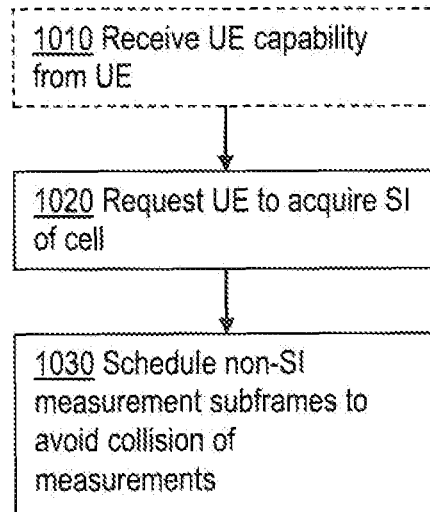 1010 Receive UE capability
from UE
1020 Request UE to acquire SI
of cell
1030 Schedule non-SI
measurement subframes to
avoid collision of
measurements